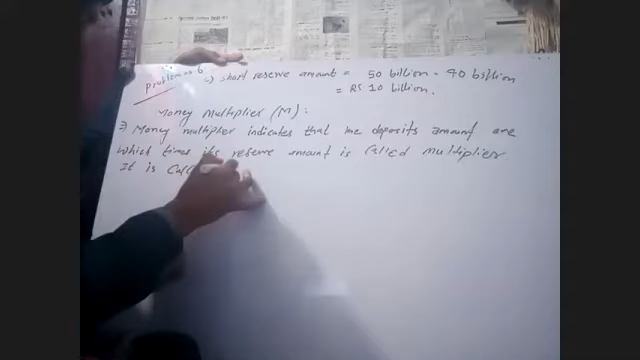 Problem no. 6 c) short reserve amount = 50 billion - 40 billion
= RS 10 billion.
Money Multiplier (M):
⇒ Money multiplier indicates that the deposits amount are
which times its reserve amount is called multiplier
It is Calc